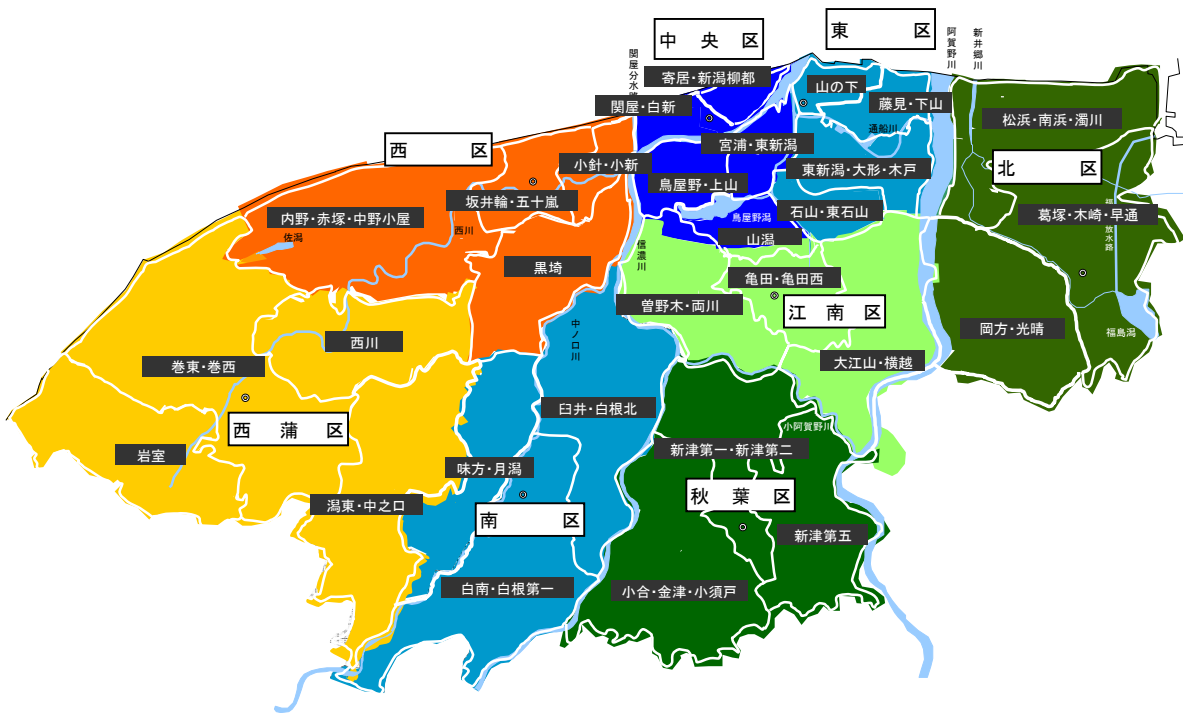 中央区
東区
阿賀野川
新井郷川
関屋分水路
寄居・新潟柳都
山の下
関屋・白新
藤見・下山
松浜・南浜・濁川
通船川
西区
小針・小新
宮浦・東新潟
東新潟・大形・木戸
北区
坂井輪・五十嵐
鳥屋野・上山
内野・赤塚・中野小屋
石山・東石山
葛塚・木崎・早通
鳥屋野潟
西川
佐潟
山潟
放水路
信濃川
黒埼
亀田・亀田西
曽野木・両川
江南区
岡方・光晴
福島潟
中ノ口川
西川
巻東・巻西
大江山・横越
臼井・白根北
西蒲区
小阿賀野川
岩室
新津第一・新津第二
味方・月潟
秋葉区
潟東・中之口
南区
新津第五
白南・白根第一
小合・金津・小須戸